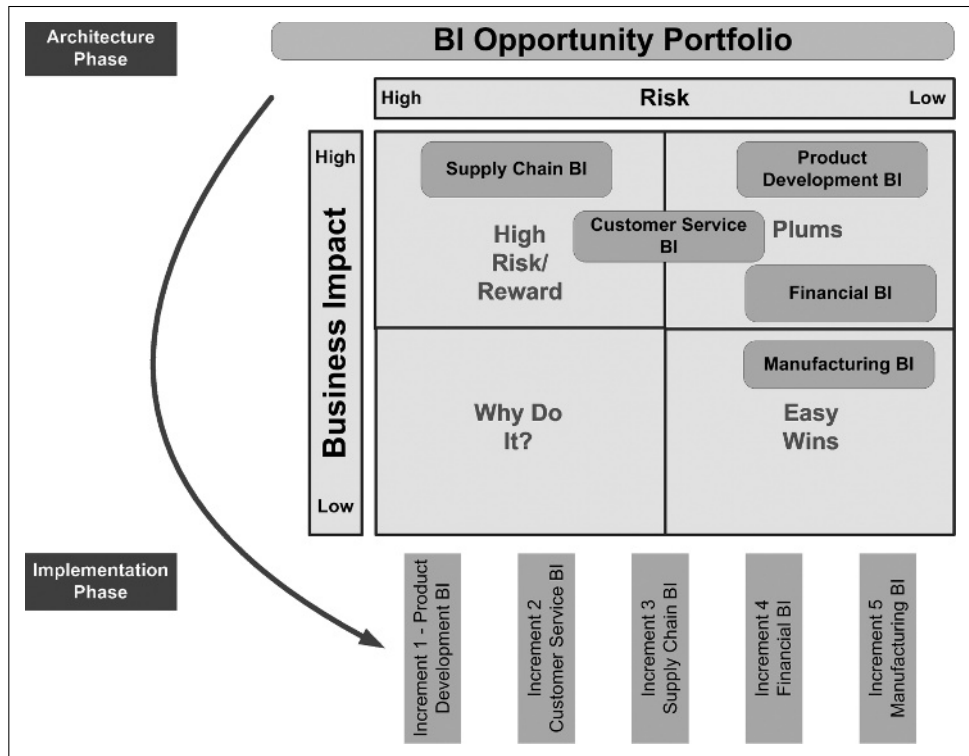 Architecture
Phase
BI Opportunity Portfolio
High
Risk
Low
High
Business Impact
Low
Supply Chain BI
Product
Development BI
Customer Service
BI
High
Risk/
Reward
Plums
Financial BI
Manufacturing BI
Why Do
It?
Easy
Wins
Implementation
Phase
Increment 1 - Product
Development BI
Increment 2
Customer Service BI
Increment 3
Supply Chain BI
Increment 4
Financial BI
Increment 5
Manufacturing BI